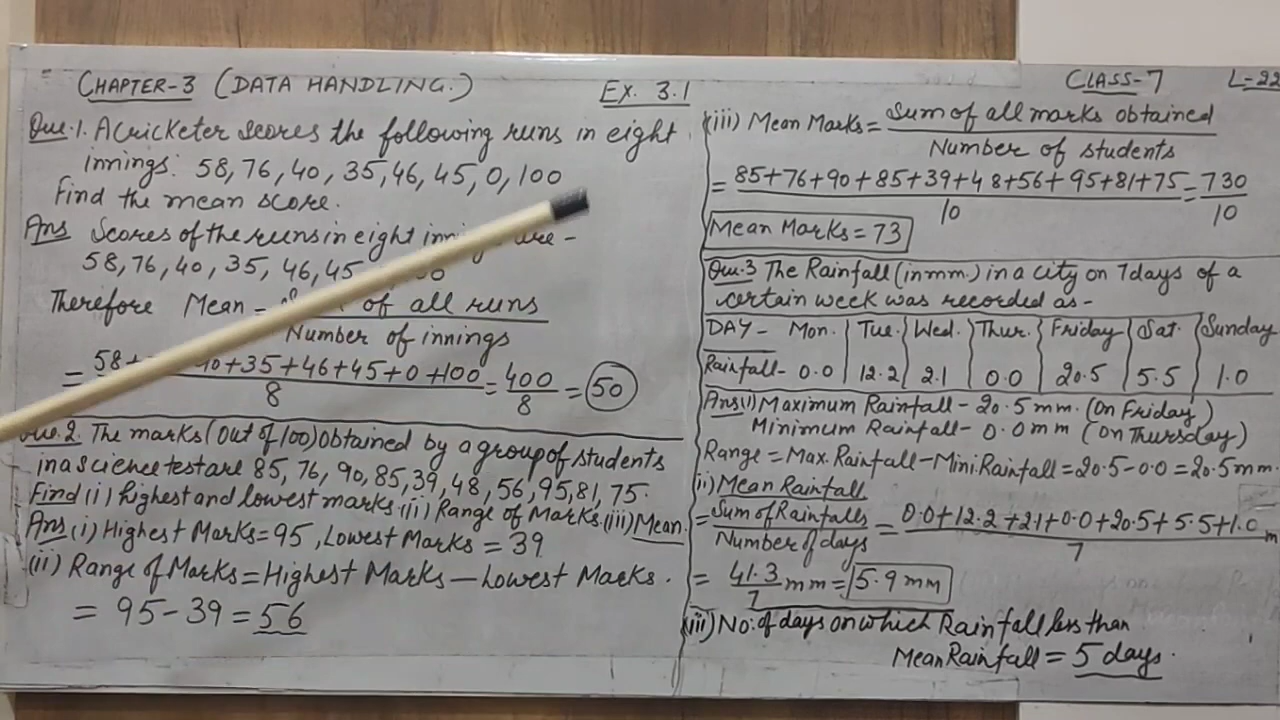 CHAPTER-3 (DATA HANDLING.) EX. 3.1
Que.1. A Cricketer scores the following runs in eight
innings: 58, 76, 40, 35, 46, 45, 0, 100
Find the mean score.
Ans Scores of the runs in eight
58, 76, 40, 35, 46, 45
Therefore Mean = of all runs
Number of innings
= 58+ 40+35+46+45+0+100 = 400 = 50
8 8
Que.2. The marks (out of 100) obtained by a group of students
in a science test are 85, 76, 90, 85, 39, 48, 56, 95, 81, 75.
Find (i) highest and lowest marks (ii) Range of Marks. (iii) Mean.
Ans (i) Highest Marks = 95, Lowest Marks = 39
(ii) Range of Marks = Highest Marks - Lowest Marks.
= 95-39 = 56
CLASS-7 L-22
(iii) Mean Marks = Sum of all marks obtained
Number of students
= 85+76+90+85+39+48+56+95+81+75 = 730
10 10
Mean Marks = 73
Que.3 The Rainfall (in mm.) in a city on 7 days of a
certain week was recorded as-
DAY - Mon. Tue. Wed. Thur. Friday Sat. Sunday
Rainfall- 0.0 12.2 2.1 0.0 20.5 5.5 1.0
Ans (i) Maximum Rainfall - 20.5 mm. (On Friday)
Minimum Rainfall - 0.0 mm (On Thursday)
Range = Max. Rainfall - Mini. Rainfall = 20.5-0.0 = 20.5 mm.
(ii) Mean Rainfall
= Sum of Rainfalls = 0.0+12.2+2.1+0.0+20.5+5.5+1.0 m
Number of days 7
= 41.3 mm = 5.9 mm
7
(iii) No. of days on which Rainfall less than
Mean Rainfall = 5 days.